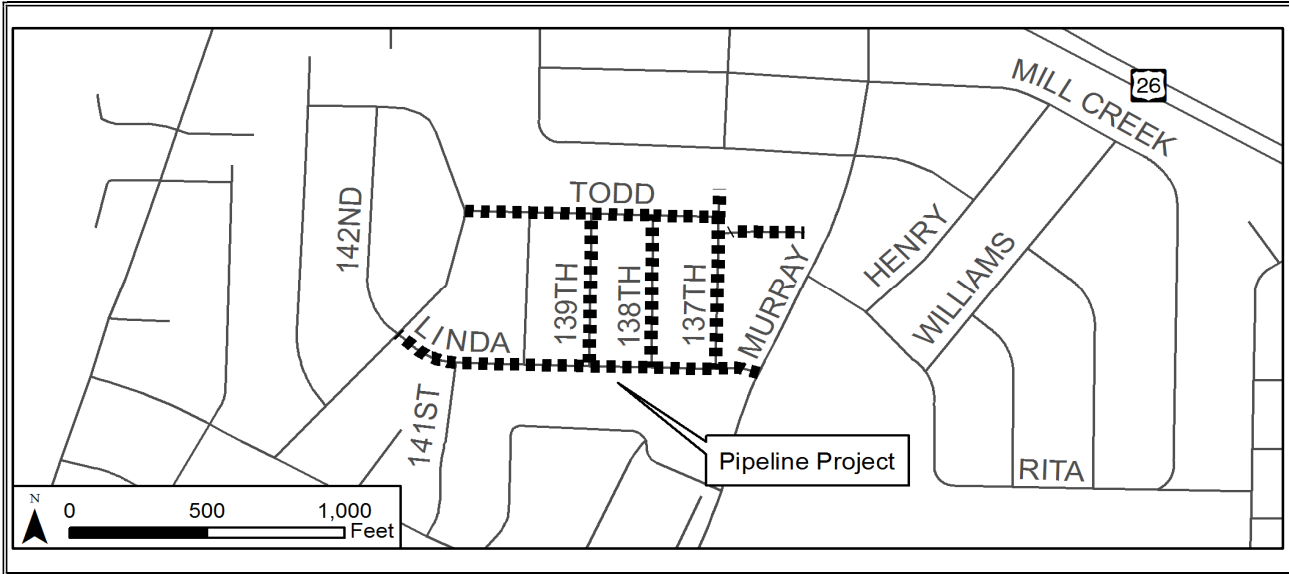 MILL CREEK
26
TODD
142ND
HENRY
WILLIAMS
139TH
138TH
137TH
MURRAY
LINDA
141ST
Pipeline Project
RITA
N
0 500 1,000
Feet